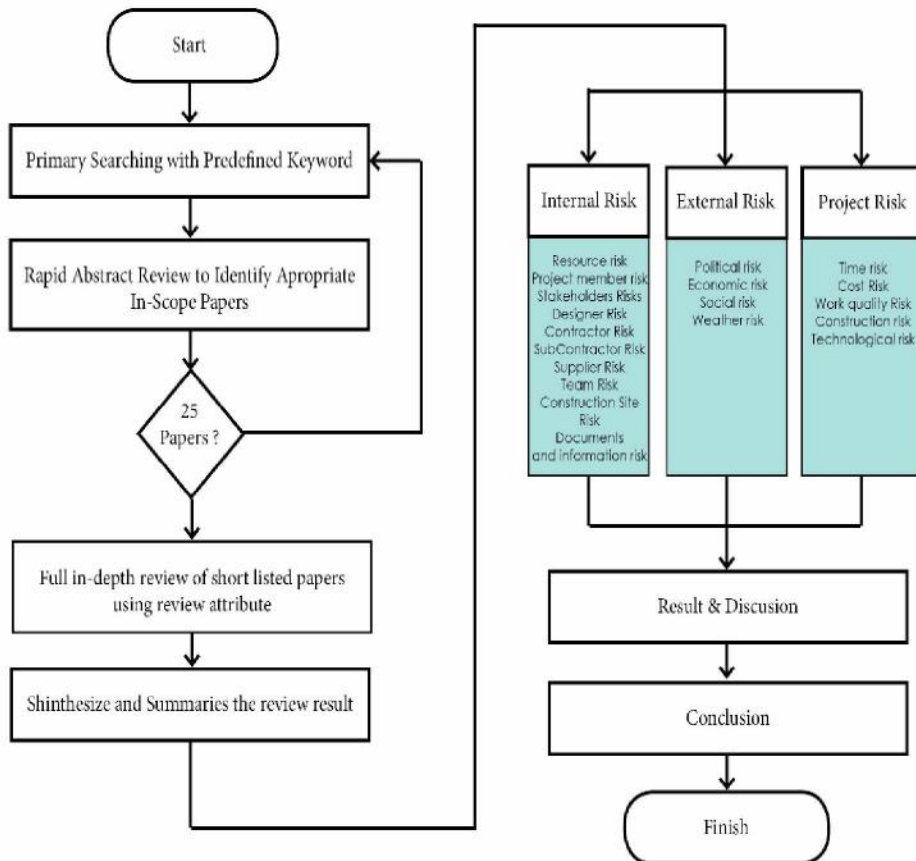 Start
Primary Searching with Predefined Keyword
Rapid Abstract Review to Identify Apropriate
In-Scope Papers
25
Papers ?
Full in-depth review of short listed papers
using review attribute
Shinthesize and Summaries the review result
Internal Risk
Resource risk
Project member risk
Stakeholders Risks
Designer Risk
Contractor Risk
SubContractor Risk
Supplier Risk
Team Risk
Construction Site
Risk
Documents
and information risk
External Risk
Political risk
Economic risk
Social risk
Weather risk
Project Risk
Time risk
Cost Risk
Work quality Risk
Construction risk
Technological risk
Result & Discusion
Conclusion
Finish